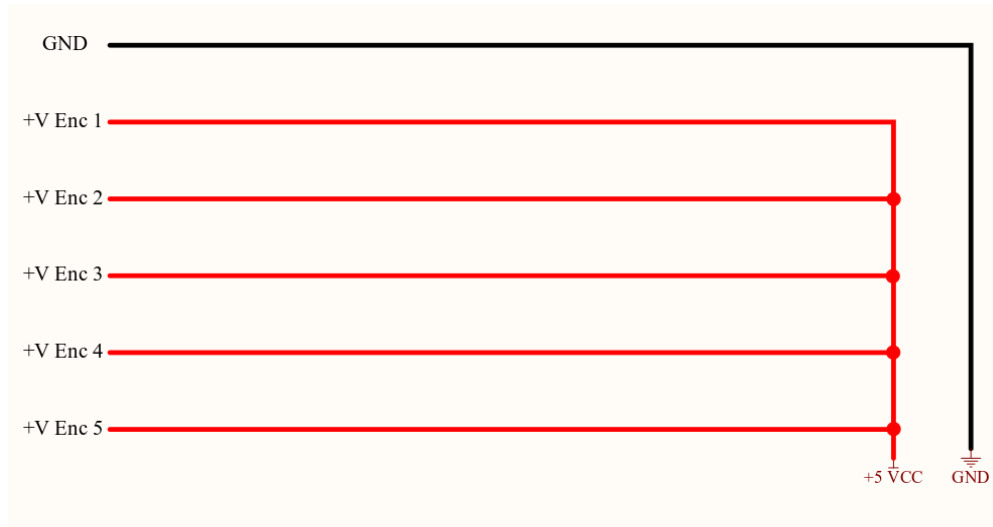 GND
+V Enc 1
+V Enc 2
+V Enc 3
+V Enc 4
+V Enc 5
+5 VCC
GND